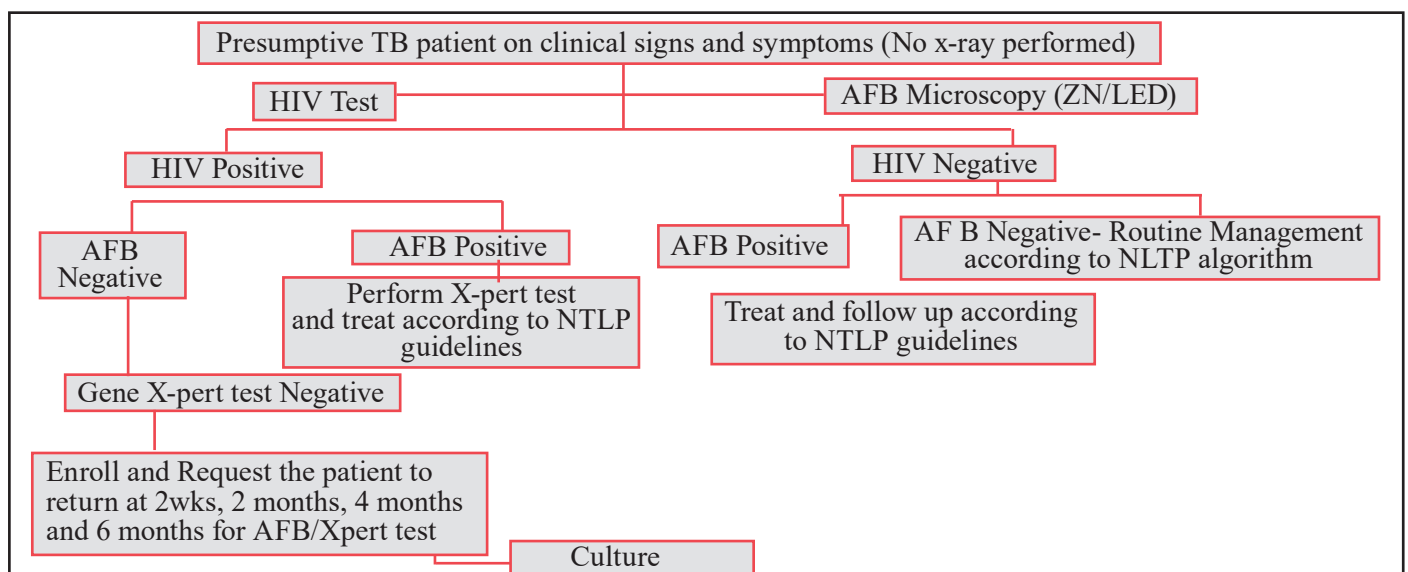 Presumptive TB patient on clinical signs and symptoms (No x-ray performed)
HIV Test
AFB Microscopy (ZN/LED)
HIV Positive
HIV Negative
AFB
Negative
AFB Positive
AFB Positive
AF B Negative- Routine Management
according to NLTP algorithm
Perform X-pert test
and treat according to NTLP
guidelines
Treat and follow up according
to NTLP guidelines
Gene X-pert test Negative
Enroll and Request the patient to
return at 2wks, 2 months, 4 months
and 6 months for AFB/Xpert test
Culture